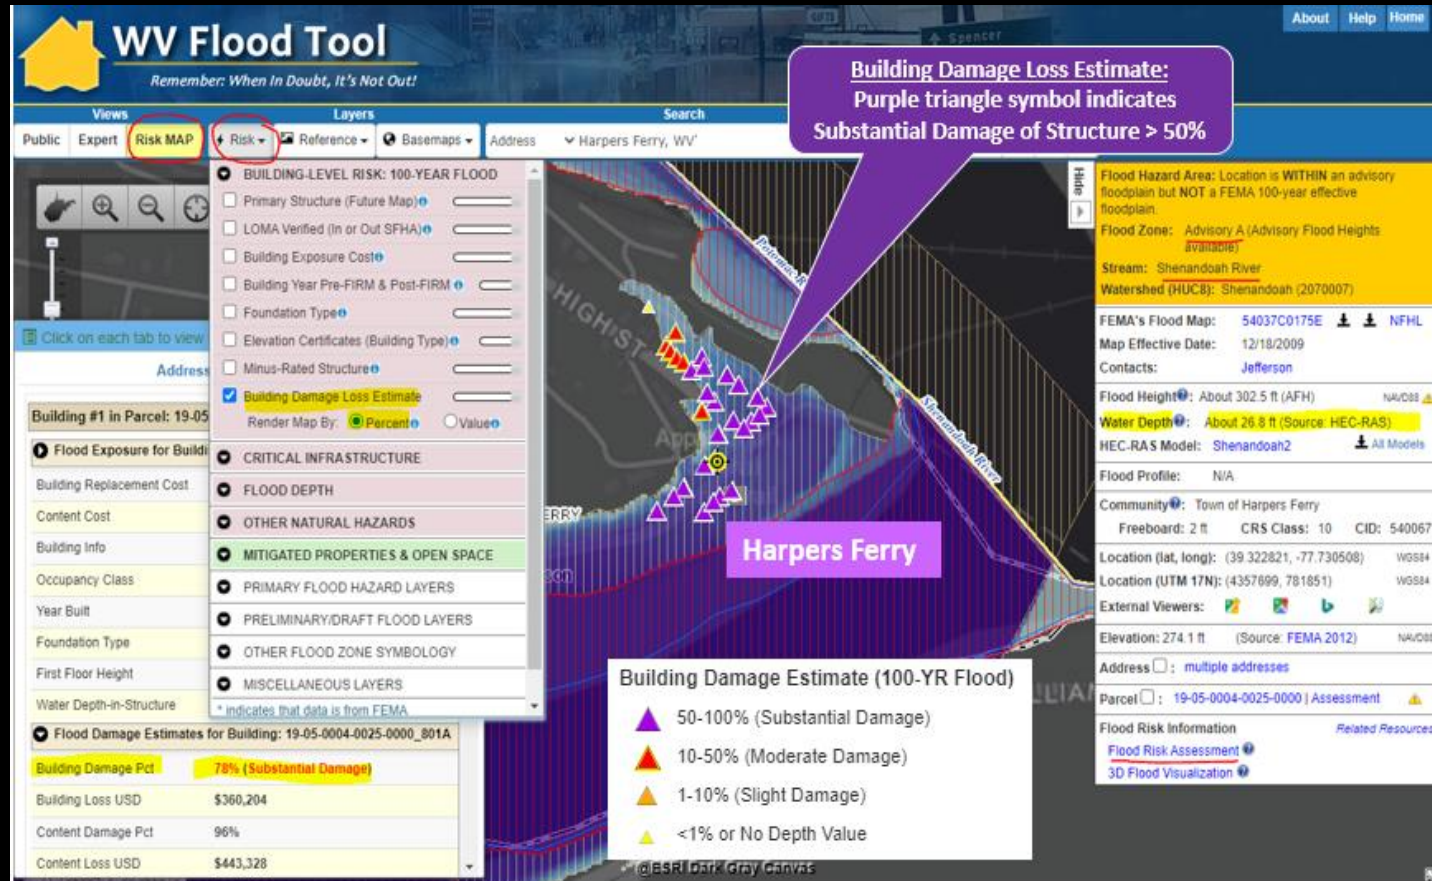 About Help Home
WV Flood Tool
Remember: When In Doubt, It's Not Out!
Spencer
Building Damage Loss Estimate:
Purple triangle symbol indicates
Substantial Damage of Structure > 50%
Views Layers Search
Public Expert Risk MAP Risk Reference Basemaps Address Harpers Ferry, WV'
BUILDING-LEVEL RISK: 100-YEAR FLOOD
Primary Structure (Future Map)
LOMA Verified (In or Out SFHA)
Building Exposure Cost
Building Year Pre-FIRM & Post-FIRM
Foundation Type
Elevation Certificates (Building Type)
Minus-Rated Structure
Building Damage Loss Estimate
Render Map By: Percent Value
CRITICAL INFRASTRUCTURE
FLOOD DEPTH
OTHER NATURAL HAZARDS
MITIGATED PROPERTIES & OPEN SPACE
PRIMARY FLOOD HAZARD LAYERS
PRELIMINARY/DRAFT FLOOD LAYERS
OTHER FLOOD ZONE SYMBOLOGY
MISCELLANEOUS LAYERS
* indicates that data is from FEMA
Click on each tab to view
Address
Building #1 in Parcel: 19-05
Flood Exposure for Buildi
Building Replacement Cost
Content Cost
Building Info
Occupancy Class
Year Built
Foundation Type
First Floor Height
Water Depth-in-Structure
Flood Damage Estimates for Building: 19-05-0004-0025-0000_801A
Building Damage Pct 78% (Substantial Damage)
Building Loss USD $360,204
Content Damage Pct 96%
Content Loss USD $443,328
HIGH ST
Shenandoah River
Harpers Ferry
Building Damage Estimate (100-YR Flood)
50-100% (Substantial Damage)
10-50% (Moderate Damage)
1-10% (Slight Damage)
<1% or No Depth Value
@ESRI Dark Gray Canvas
Hide
Flood Hazard Area: Location is WITHIN an advisory
floodplain but NOT a FEMA 100-year effective
floodplain.
Flood Zone: Advisory A (Advisory Flood Heights
available)
Stream: Shenandoah River
Watershed (HUC8): Shenandoah (2070007)
FEMA's Flood Map: 54037C0175E NFHL
Map Effective Date: 12/18/2009
Contacts: Jefferson
Flood Height: About 302.5 ft (AFH) NAVD88
Water Depth: About 26.8 ft (Source: HEC-RAS)
HEC-RAS Model: Shenandoah2 All Models
Flood Profile: N/A
Community: Town of Harpers Ferry
Freeboard: 2 ft CRS Class: 10 CID: 540067
Location (lat, long): (39.322821, -77.730508) WGS84
Location (UTM 17N): (4357699, 781851) WGS84
External Viewers:
Elevation: 274.1 ft (Source: FEMA 2012) NAVD88
Address : multiple addresses
Parcel : 19-05-0004-0025-0000 | Assessment
Flood Risk Information Related Resources
Flood Risk Assessment
3D Flood Visualization